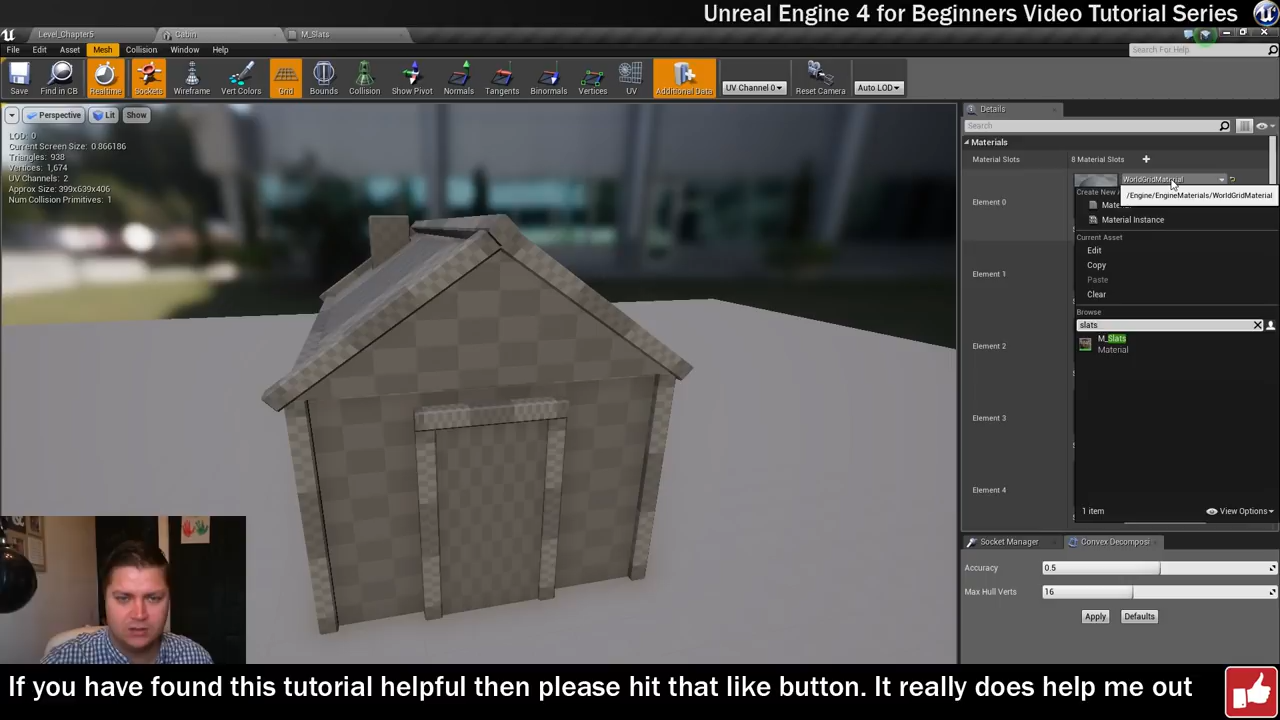 Unreal Engine 4 for Beginners Video Tutorial Series
Level_Chapter5
Cabin
M_Slats
File Edit Asset Mesh Collision Window Help
Search For Help
Save
Find in CB
Realtime
Sockets
Wireframe
Vert Colors
Grid
Bounds
Collision
Show Pivot
Normals
Tangents
Binormals
Vertices
UV
Additional Data
UV Channel 0
Reset Camera
Auto LOD
Perspective
Lit
Show
LOD: 0
Current Screen Size: 0.866186
Triangles: 938
Vertices: 1,674
UV Channels: 2
Approx Size: 399x639x406
Num Collision Primitives: 1
Details
Search
Materials
Material Slots
8 Material Slots
Element 0
WorldGridMaterial
/Engine/EngineMaterials/WorldGridMaterial
Create New
Material Instance
Current Asset
Edit
Copy
Paste
Clear
Browse
slats
M_Slats
Material
1 item
View Options
Element 1
Element 2
Element 3
Element 4
Socket Manager
Convex Decomposi
Accuracy
0.5
Max Hull Verts
16
Apply
Defaults
If you have found this tutorial helpful then please hit that like button. It really does help me out